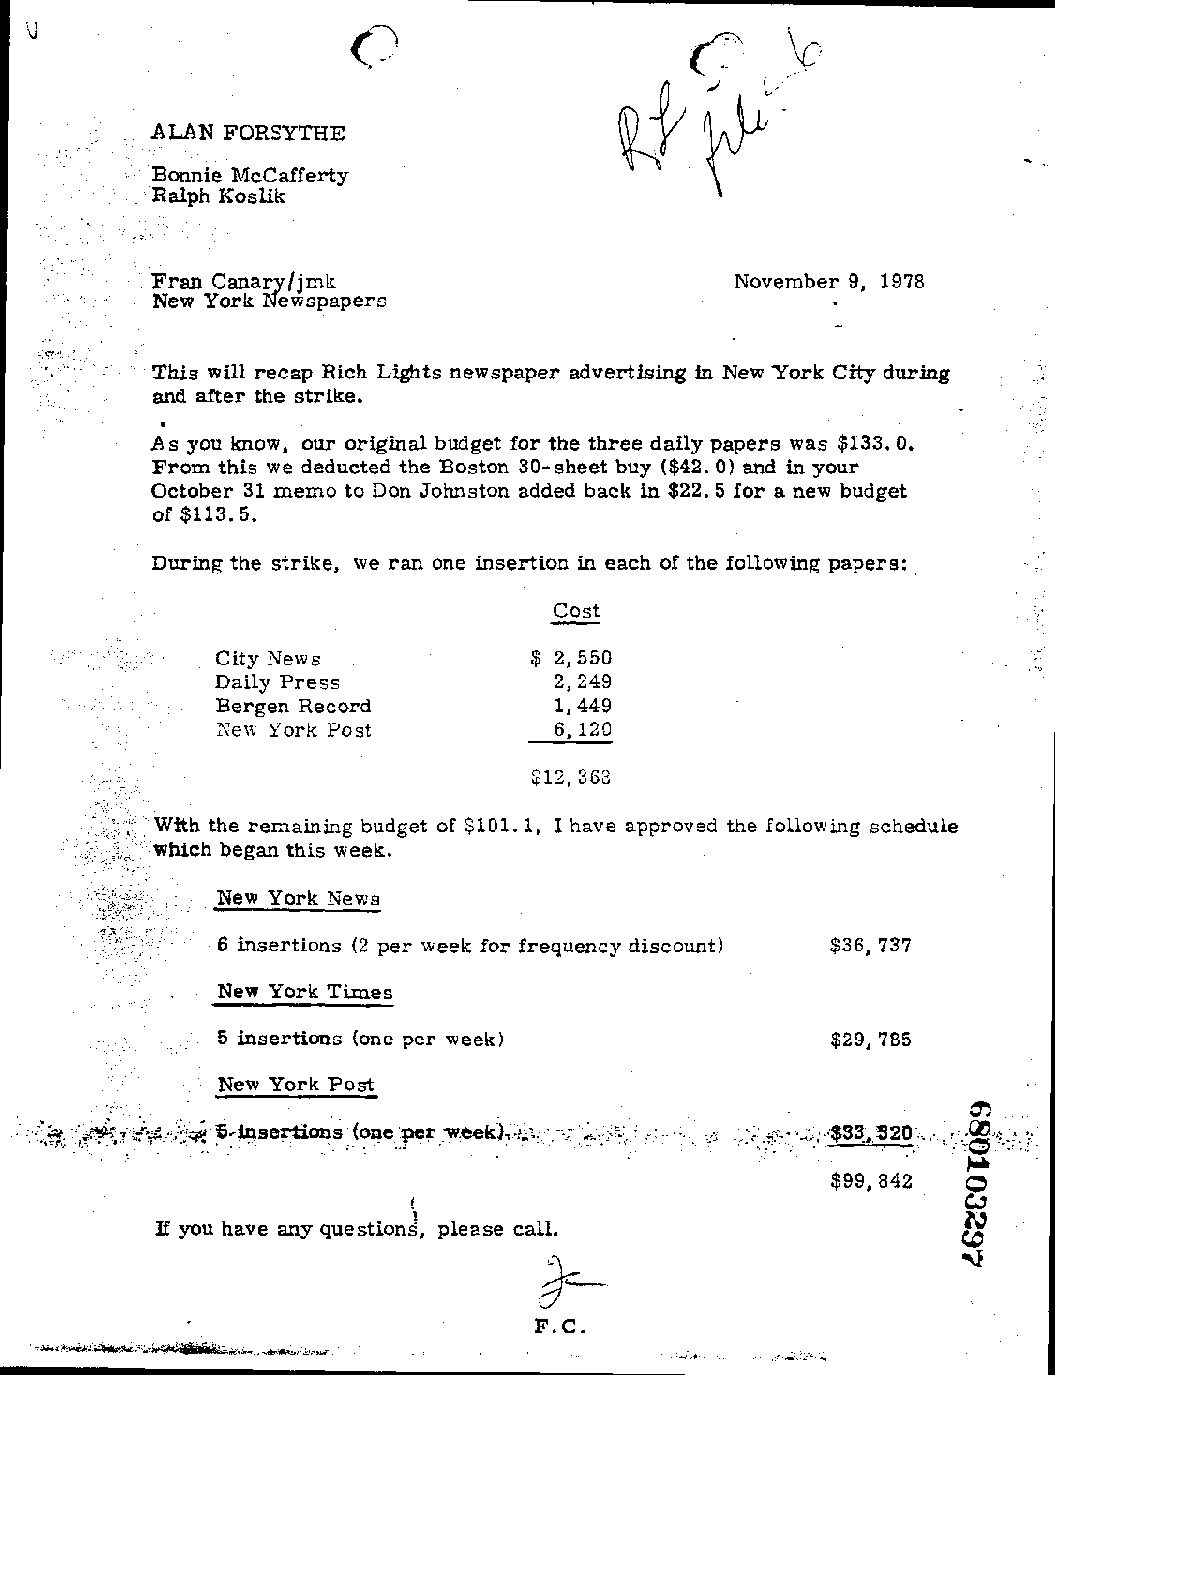 RL
file - 6
ALAN FORSYTHE
Bonnie McCafferty
Ralph Koslik
Fran Canary/jmk
November 9, 1978
New York Newspapers
This will recap Rich Lights newspaper advertising in New York City during
and after the strike.
As you know, our original budget for the three daily papers was $133.0.
From this we deducted the Boston 30-sheet buy ($42.0) and in your
October 31 memo to Don Johnston added back in $22.5 for a new budget
of $113.5.
During the strike, we ran one insertion in each of the following papers:
Cost
City News $ 2,550
Daily Press 2,249
Bergen Record 1,449
New York Post 6,120
$12,368
With the remaining budget of $101.1, I have approved the following schedule
which began this week.
New York News
6 insertions (2 per week for frequency discount) $36,737
New York Times
5 insertions (one per week) $29,785
New York Post
5 insertions (one per week) $33,320
$99,842
If you have any questions, please call.
F.C.
680103297